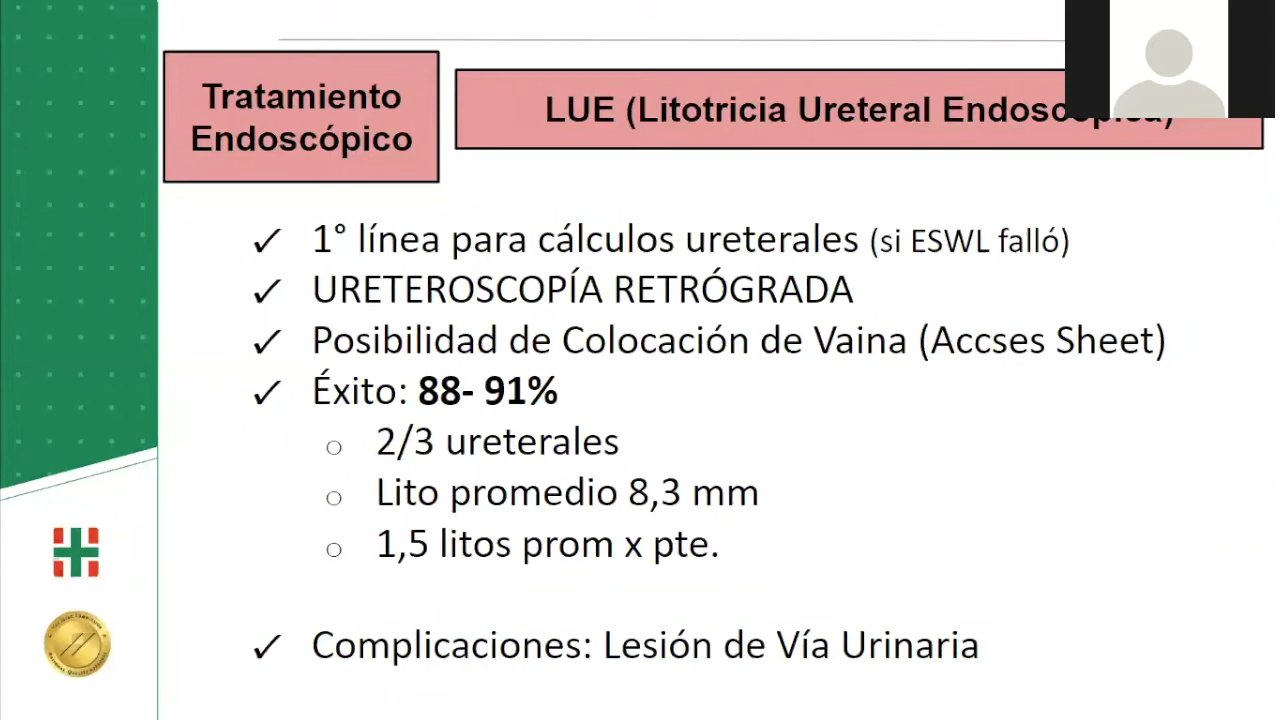 Tratamiento
Endoscópico
LUE (Litotricia Ureteral Endoscópica)
✓ 1° línea para cálculos ureterales (si ESWL falló)
✓ URETEROSCOPÍA RETRÓGRADA
✓ Posibilidad de Colocación de Vaina (Accses Sheet)
✓ Éxito: 88- 91%
○ 2/3 ureterales
○ Lito promedio 8,3 mm
○ 1,5 litos prom x pte.
✓ Complicaciones: Lesión de Vía Urinaria